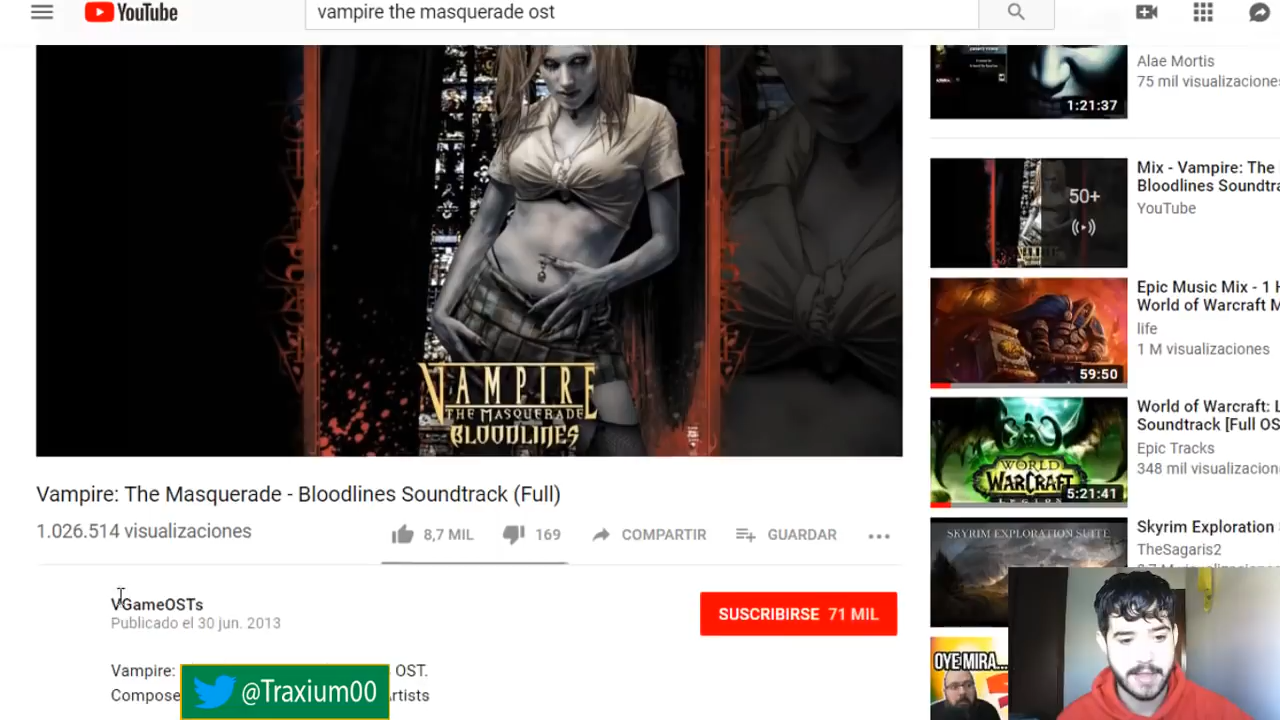 YouTube
vampire the masquerade ost
Alae Mortis
75 mil visualizaciones
1:21:37
VAMPIRE
THE MASQUERADE
BLOODLINES
50+
Mix - Vampire: The
Bloodlines Soundtra
YouTube
Epic Music Mix - 1 H
World of Warcraft M
life
1 M visualizaciones
59:50
World of Warcraft: L
Soundtrack [Full OS
Epic Tracks
348 mil visualizacion
WORLD
WARCRAFT
LEGION
5:21:41
Vampire: The Masquerade - Bloodlines Soundtrack (Full)
1.026.514 visualizaciones
8,7 MIL
169
COMPARTIR
GUARDAR
SKYRIM EXPLORATION SUITE
Skyrim Exploration
TheSagaris2
VGameOSTs
Publicado el 30 jun. 2013
SUSCRIBIRSE 71 MIL
Vampire: OST.
Compose
@Traxium00
OYE MIRA...